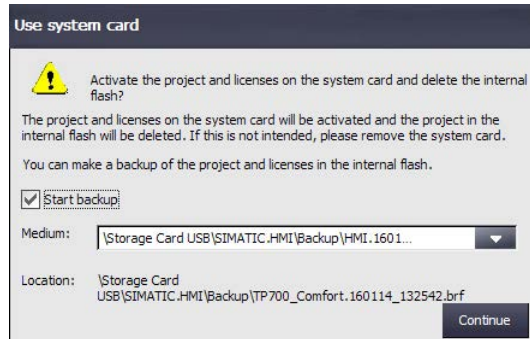 Use system card
Activate the project and licenses on the system card and delete the internal
flash?
The project and licenses on the system card will be activated and the project in the
internal flash will be deleted. If this is not intended, please remove the system card.
You can make a backup of the project and licenses in the internal flash.
Start backup
Medium: \Storage Card USB\SIMATIC.HMI\Backup\HMI.1601...
Location: \Storage Card
USB\SIMATIC.HMI\Backup\TP700_Comfort.160114_132542.brf
Continue